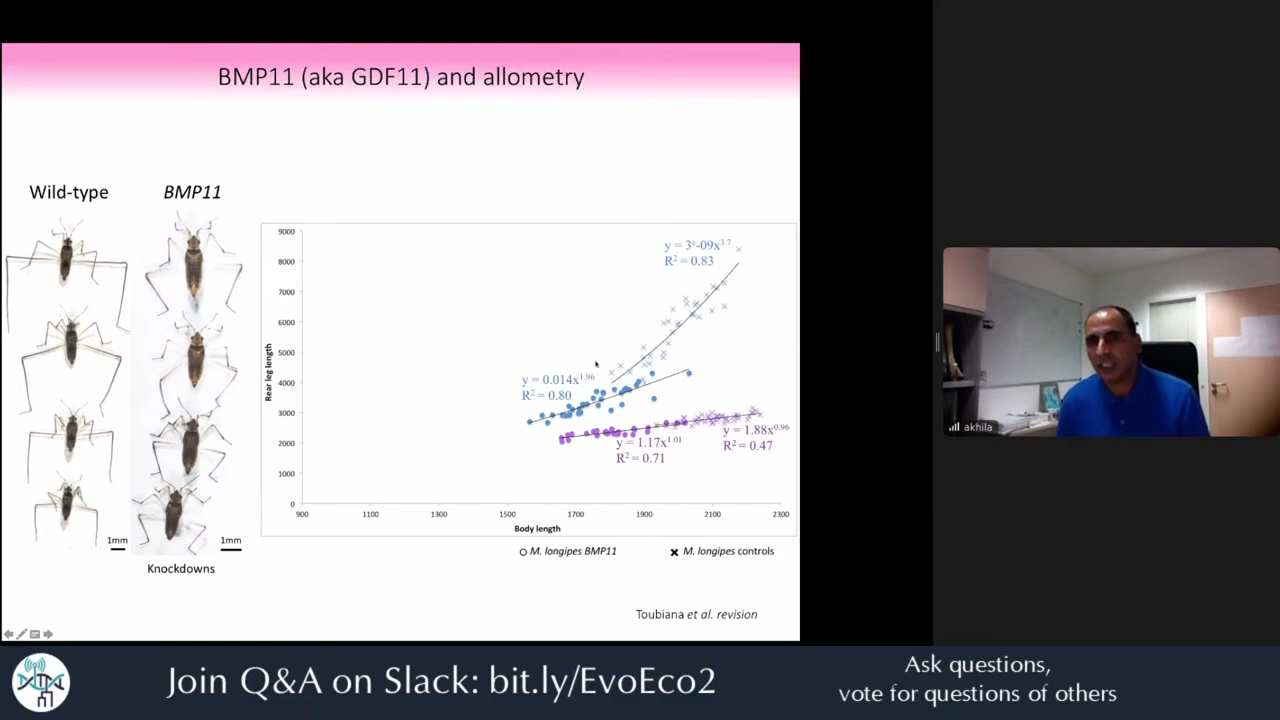 BMP11 (aka GDF11) and allometry
Wild-type
BMP11
1mm
1mm
Knockdowns
9000
8000
7000
6000
5000
4000
3000
2000
1000
0
Rear leg length
900
1100
1300
1500
1700
1900
2100
2300
Body length
y = 3e-09x3.7
R2 = 0.83
y = 0.014x1.96
R2 = 0.80
y = 1.17x1.01
R2 = 0.71
y = 1.88x0.96
R2 = 0.47
M. longipes BMP11
M. longipes controls
Toubiana et al. revision
akhila
Join Q&A on Slack: bit.ly/EvoEco2
Ask questions,
vote for questions of others